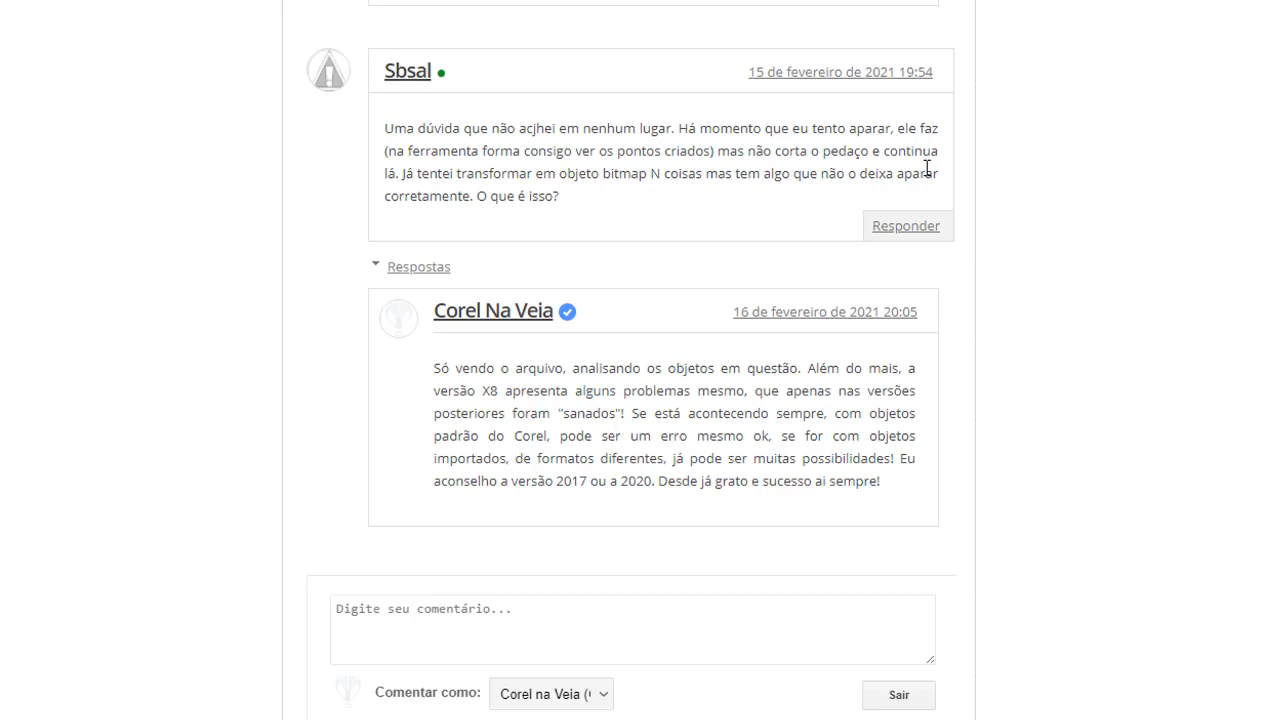 Sbsal
15 de fevereiro de 2021 19:54
Uma dúvida que não acjhei em nenhum lugar. Há momento que eu tento aparar, ele faz
(na ferramenta forma consigo ver os pontos criados) mas não corta o pedaço e continua
lá. Já tentei transformar em objeto bitmap N coisas mas tem algo que não o deixa aparar
corretamente. O que é isso?
Responder
Respostas
Corel Na Veia
16 de fevereiro de 2021 20:05
Só vendo o arquivo, analisando os objetos em questão. Além do mais, a
versão X8 apresenta alguns problemas mesmo, que apenas nas versões
posteriores foram "sanados"! Se está acontecendo sempre, com objetos
padrão do Corel, pode ser um erro mesmo ok, se for com objetos
importados, de formatos diferentes, já pode ser muitas possibilidades! Eu
aconselho a versão 2017 ou a 2020. Desde já grato e sucesso ai sempre!
Digite seu comentário...
Comentar como:
Corel na Veia (
Sair